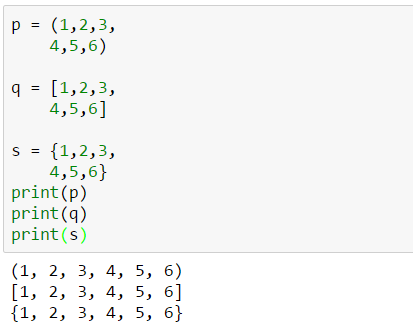 p = (1,2,3,
    4,5,6)
q = [1,2,3,
    4,5,6]
s = {1,2,3,
    4,5,6}
print(p)
print(q)
print(s)
(1, 2, 3, 4, 5, 6)
[1, 2, 3, 4, 5, 6]
{1, 2, 3, 4, 5, 6}